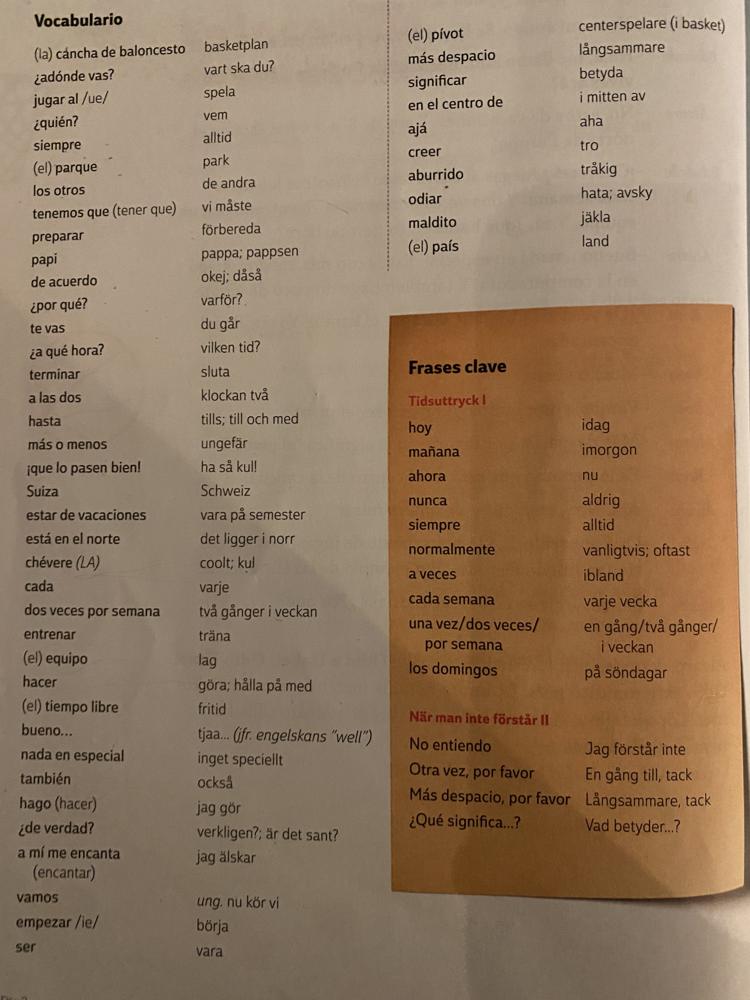 Vocabulario
(la) cáncha de baloncesto basketplan
¿adónde vas? vart ska du?
jugar al /ue/ spela
¿quién? vem
siempre alltid
(el) parque park
los otros de andra
tenemos que (tener que) vi måste
preparar förbereda
papi pappa; pappsen
de acuerdo okej; dåså
¿por qué? varför?
te vas du går
¿a qué hora? vilken tid?
terminar sluta
a las dos klockan två
hasta tills; till och med
más o menos ungefär
¡que lo pasen bien! ha så kul!
Suiza Schweiz
estar de vacaciones vara på semester
está en el norte det ligger i norr
chévere (LA) coolt; kul
cada varje
dos veces por semana två gånger i veckan
entrenar träna
(el) equipo lag
hacer göra; hålla på med
(el) tiempo libre fritid
bueno... tjaa... (jfr. engelskans "well")
nada en especial inget speciellt
también också
hago (hacer) jag gör
¿de verdad? verkligen?; är det sant?
a mí me encanta jag älskar
(encantar)
vamos ung. nu kör vi
empezar /ie/ börja
ser vara
(el) pívot centerspelare (i basket)
más despacio långsammare
significar betyda
en el centro de i mitten av
ajá aha
creer tro
aburrido tråkig
odiar hata; avsky
maldito jäkla
(el) país land
Frases clave
Tidsuttryck I
hoy idag
mañana imorgon
ahora nu
nunca aldrig
siempre alltid
normalmente vanligtvis; oftast
a veces ibland
cada semana varje vecka
una vez/dos veces/ en gång/två gånger/
por semana i veckan
los domingos på söndagar
När man inte förstår II
No entiendo Jag förstår inte
Otra vez, por favor En gång till, tack
Más despacio, por favor Långsammare, tack
¿Qué significa...? Vad betyder...?